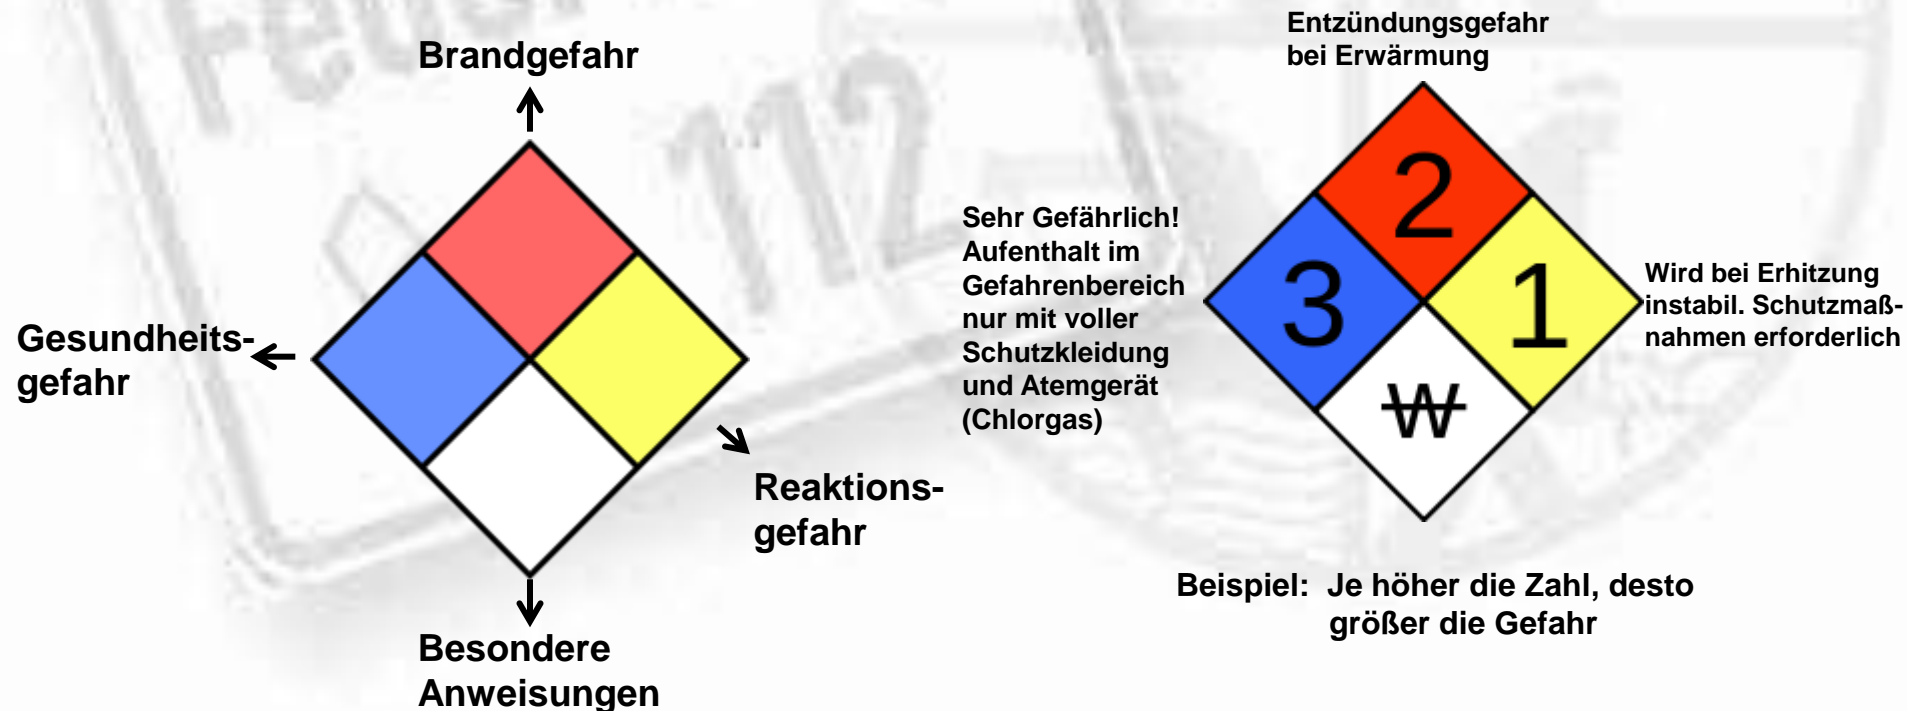 Brandgefahr
Gesundheits-
gefahr
Reaktions-
gefahr
Besondere
Anweisungen
Entzündungsgefahr
bei Erwärmung
2
Sehr Gefährlich!
Aufenthalt im
Gefahrenbereich
nur mit voller
Schutzkleidung
und Atemgerät
(Chlorgas)
3
1
Wird bei Erhitzung
instabil. Schutzmaß-
nahmen erforderlich
W
Beispiel: Je höher die Zahl, desto
größer die Gefahr
112